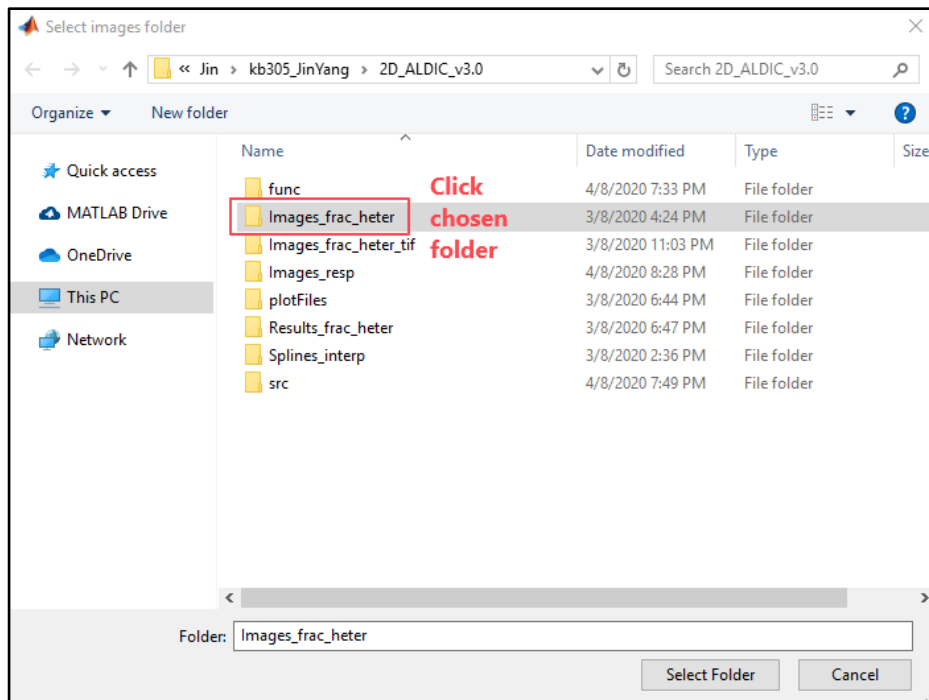 Select images folder
« Jin › kb305_JinYang › 2D_ALDIC_v3.0
Search 2D_ALDIC_v3.0
Organize New folder
?
Name Date modified Type Size
Quick access
MATLAB Drive
OneDrive
This PC
Network
func 4/8/2020 7:33 PM File folder
Images_frac_heter 3/8/2020 4:24 PM File folder
Images_frac_heter_tif 3/8/2020 11:03 PM File folder
Images_resp 4/8/2020 8:28 PM File folder
plotFiles 3/8/2020 6:44 PM File folder
Results_frac_heter 3/8/2020 6:47 PM File folder
Splines_interp 3/8/2020 2:36 PM File folder
src 4/8/2020 7:49 PM File folder
Click
chosen
folder
Folder: Images_frac_heter
Select Folder Cancel